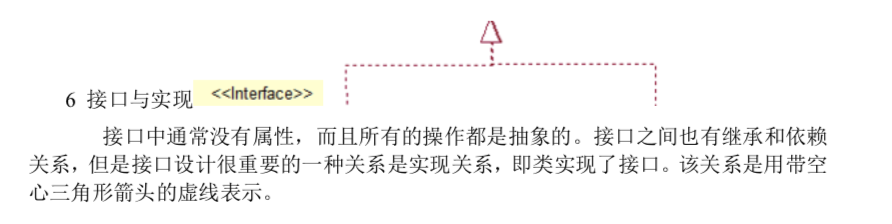 6 接口与实现 <<Interface>>
接口中通常没有属性，而且所有的操作都是抽象的。接口之间也有继承和依赖
关系，但是接口设计很重要的一种关系是实现关系，即类实现了接口。该关系是用带空
心三角形箭头的虚线表示。